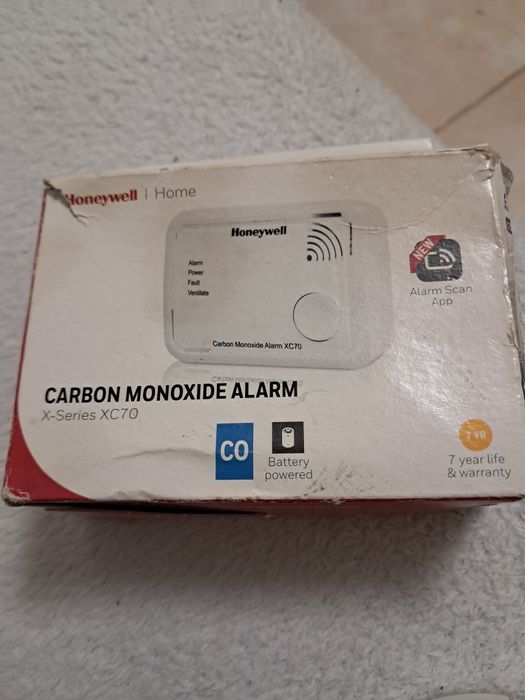 Honeywell | Home
Honeywell
Alarm
Power
Fault
Ventilate
Carbon Monoxide Alarm XC70
NEW
Alarm Scan
App
CARBON MONOXIDE ALARM
X-Series XC70
CO
Battery
powered
7 YR
7 year life
& warranty